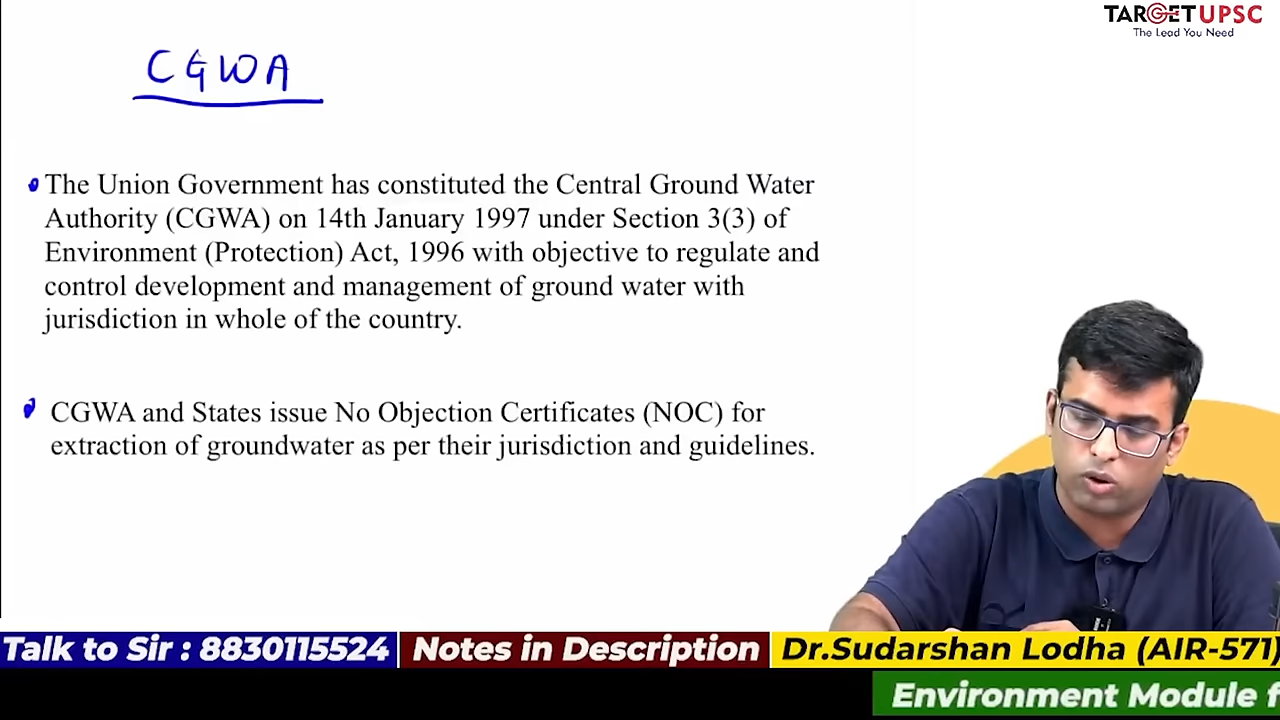 TARGET UPSC
The Lead You Need
CGWA
The Union Government has constituted the Central Ground Water
Authority (CGWA) on 14th January 1997 under Section 3(3) of
Environment (Protection) Act, 1996 with objective to regulate and
control development and management of ground water with
jurisdiction in whole of the country.
CGWA and States issue No Objection Certificates (NOC) for
extraction of groundwater as per their jurisdiction and guidelines.
Talk to Sir : 8830115524 Notes in Description Dr.Sudarshan Lodha (AIR-571)
Environment Module f